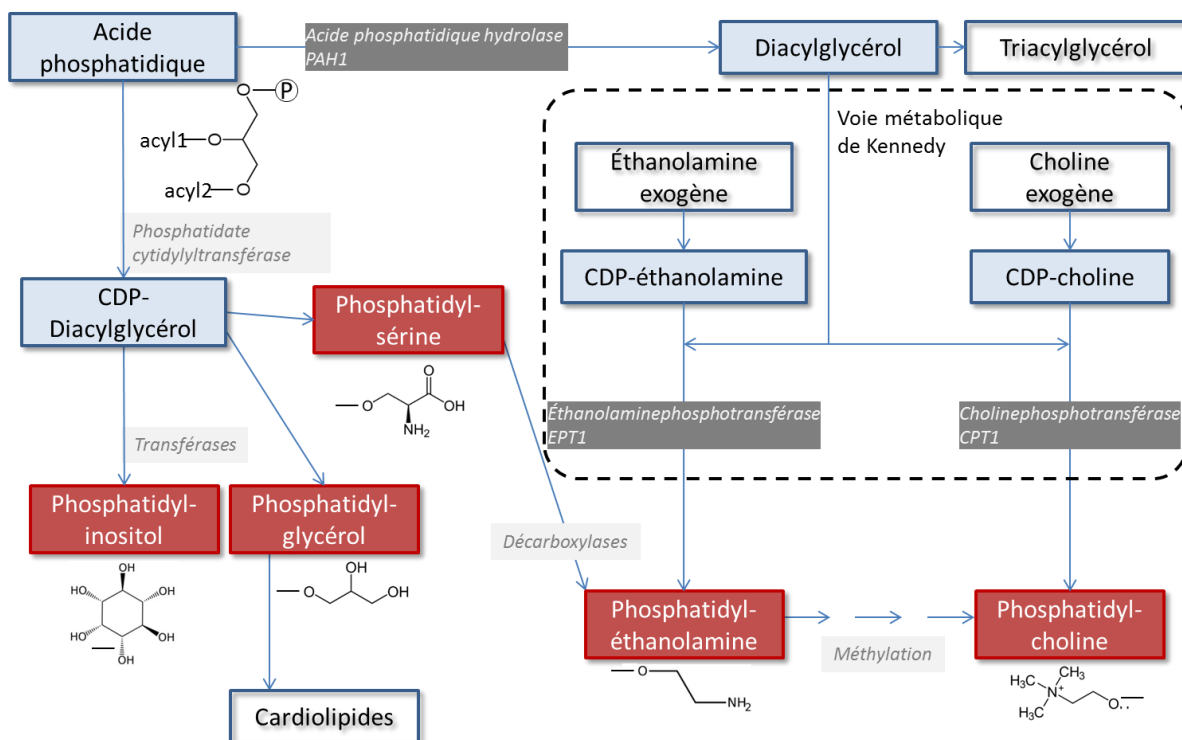 Acide
phosphatidique
Acide phosphatidique hydrolase
PAH1
Diacylglycérol
Triacylglycérol
O
P
acyl1
O
acyl2
O
Voie métabolique
de Kennedy
Éthanolamine
exogène
Choline
exogène
Phosphatidate
cytidylyltransférase
CDP-
Diacylglycérol
Phosphatidyl-
sérine
CDP-éthanolamine
CDP-choline
O
O
OH
NH2
Éthanolaminephosphotransférase
EPT1
Cholinephosphotransférase
CPT1
Transférases
Phosphatidyl-
inositol
Phosphatidyl-
glycérol
Décarboxylases
OH
HO
OH
HO
OH
OH
OH
O
OH
Phosphatidyl-
éthanolamine
Méthylation
Phosphatidyl-
choline
O
NH2
H3C
CH3
H3C
N+
H3C
O
Cardiolipides